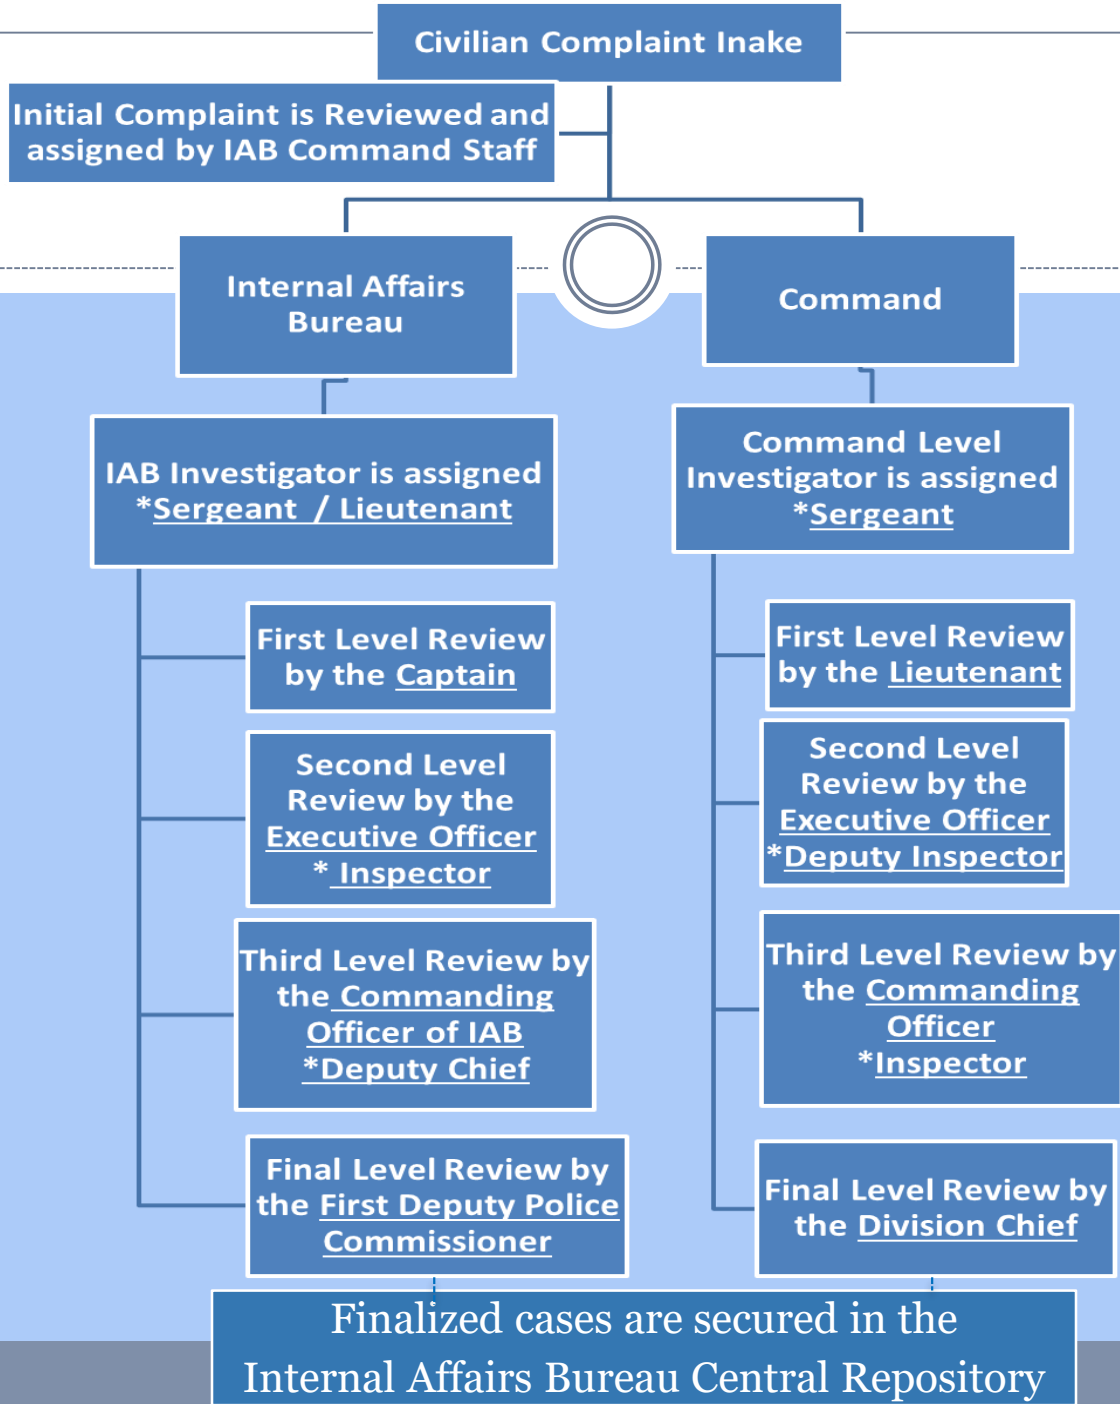 Civilian Complaint Inake
Initial Complaint is Reviewed and
assigned by IAB Command Staff
Internal Affairs
Bureau
IAB Investigator is assigned
*Sergeant / Lieutenant
First Level Review
by the Captain
Second Level
Review by the
Executive Officer
* Inspector
Third Level Review by
the Commanding
Officer of IAB
*Deputy Chief
Final Level Review by
the First Deputy Police
Commissioner
Command
Command Level
Investigator is assigned
*Sergeant
First Level Review
by the Lieutenant
Second Level
Review by the
Executive Officer
*Deputy Inspector
Third Level Review by
the Commanding
Officer
*Inspector
Final Level Review by
the Division Chief
Finalized cases are secured in the
Internal Affairs Bureau Central Repository